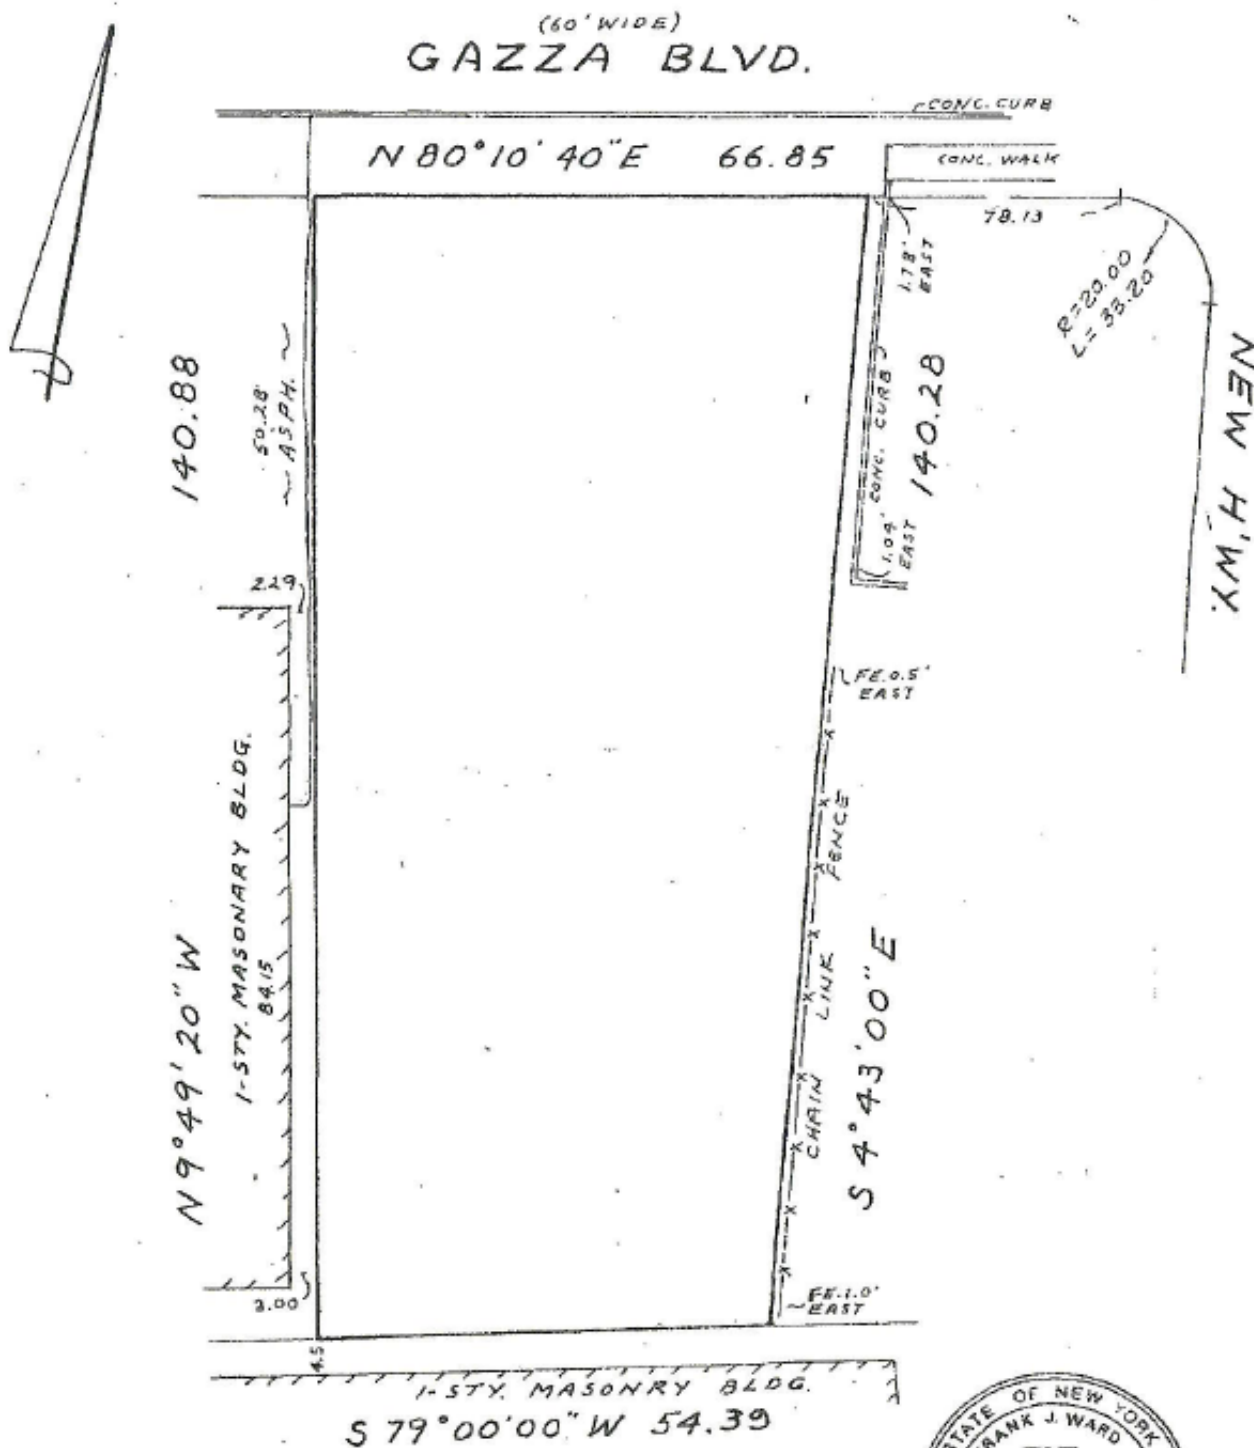 (60' WIDE)
GAZZA BLVD.
CONC. CURB
N 80° 10' 40" E 66.85
CONC. WALK
78.13
1.78'
EAST
R=20.00
L= 33.20
NEW H'WY.
140.88
50.28
ASPH.
CONC. CURB
140.28
1.04'
EAST
2.29
FE. 0.5'
EAST
1-STY. MASONARY BLDG.
84.15
N 9° 49' 20" W
CHAIN LINK FENCE
S 4° 43' 00" E
3.00
FE. 1.0'
EAST
4.5
1-STY. MASONRY BLDG.
S 79° 00' 00" W 54.39
STATE OF NEW YORK
FRANK J. WARD